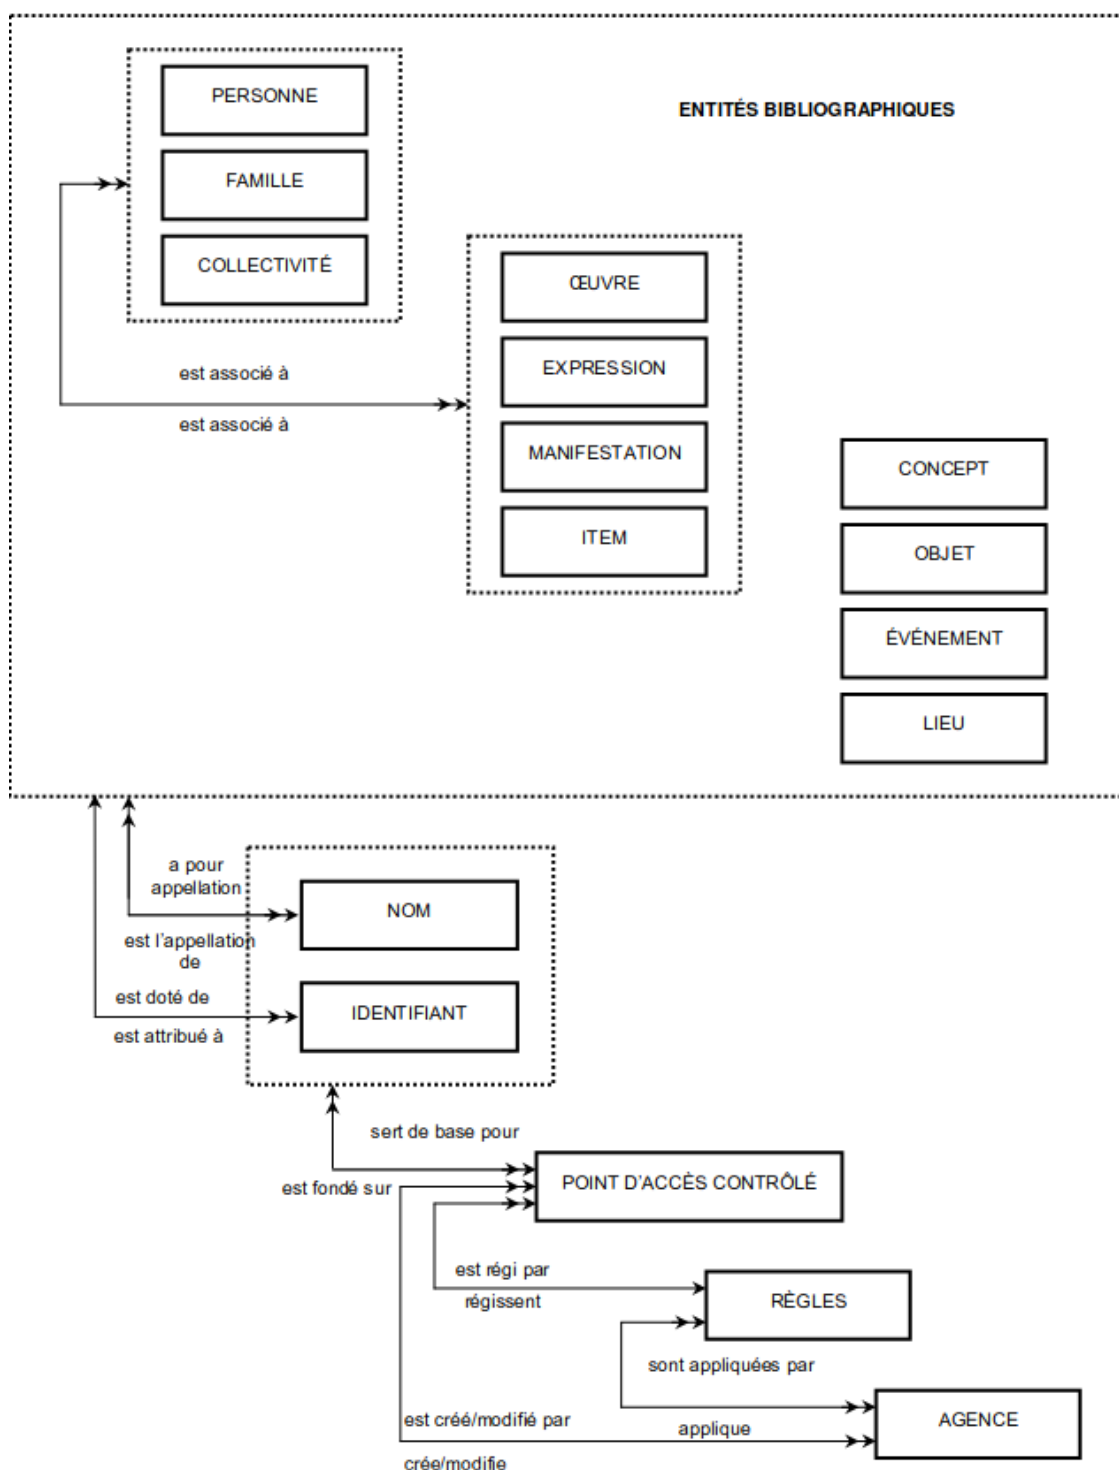 ENTITÉS BIBLIOGRAPHIQUES
PERSONNE
FAMILLE
COLLECTIVITÉ
ŒUVRE
EXPRESSION
MANIFESTATION
ITEM
est associé à
est associé à
CONCEPT
OBJET
ÉVÉNEMENT
LIEU
a pour
appellation
est l'appellation
de
NOM
est doté de
est attribué à
IDENTIFIANT
sert de base pour
est fondé sur
POINT D'ACCÈS CONTRÔLÉ
est régi par
régissent
RÈGLES
sont appliquées par
applique
AGENCE
est créé/modifié par
crée/modifie